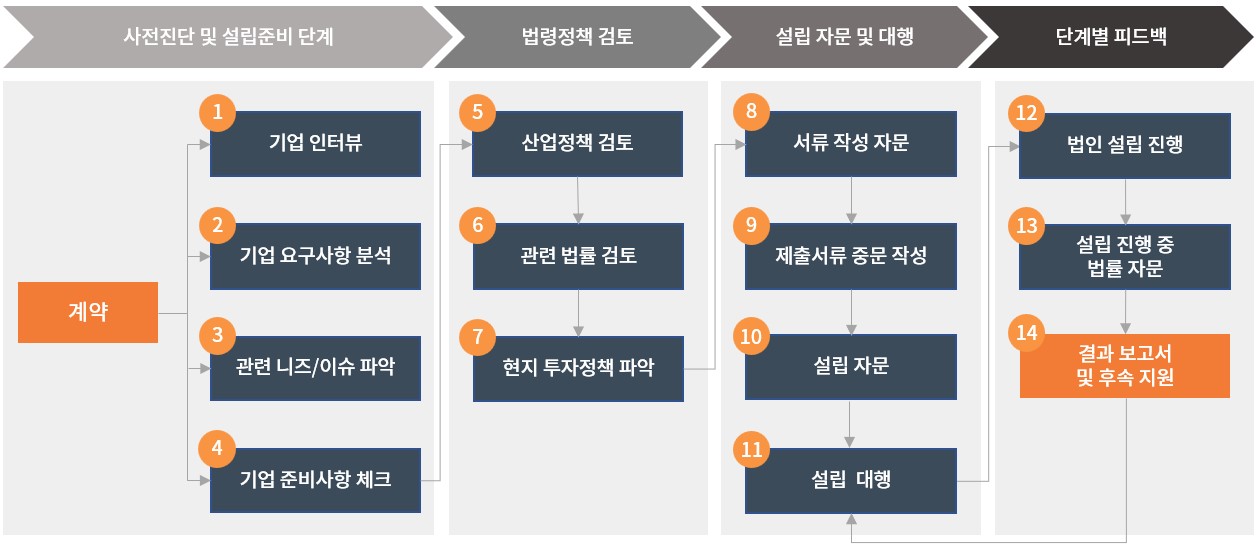 사전진단 및 설립준비 단계
법령정책 검토
설립 자문 및 대행
단계별 피드백
계약
1
기업 인터뷰
2
기업 요구사항 분석
3
관련 니즈/이슈 파악
4
기업 준비사항 체크
5
산업정책 검토
6
관련 법률 검토
7
현지 투자정책 파악
8
서류 작성 자문
9
제출서류 중문 작성
10
설립 자문
11
설립 대행
12
법인 설립 진행
13
설립 진행 중
법률 자문
14
결과 보고서
및 후속 지원